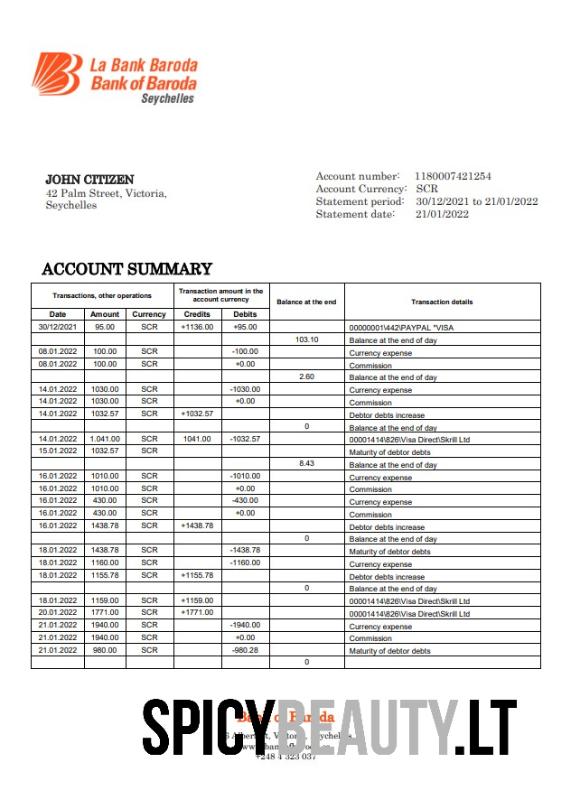 La Bank Baroda
Bank of Baroda
Seychelles
JOHN CITIZEN
42 Palm Street, Victoria,
Seychelles
Account number: 1180007421254
Account Currency: SCR
Statement period: 30/12/2021 to 21/01/2022
Statement date: 21/01/2022
ACCOUNT SUMMARY
Transactions, other operations Transaction amount in the account currency Balance at the end Transaction details
Date Amount Currency Credits Debits
30/12/2021 95.00 SCR +1136.00 +95.00 00000001\442\PAYPAL *VISA
103.10 Balance at the end of day
08.01.2022 100.00 SCR -100.00 Currency expense
08.01.2022 100.00 SCR +0.00 Commission
2.60 Balance at the end of day
14.01.2022 1030.00 SCR -1030.00 Currency expense
14.01.2022 1030.00 SCR +0.00 Commission
14.01.2022 1032.57 SCR +1032.57 Debtor debts increase
0 Balance at the end of day
14.01.2022 1.041.00 SCR 1041.00 -1032.57 00001414\826\Visa Direct\Skrill Ltd
15.01.2022 1032.57 SCR Maturity of debtor debts
8.43 Balance at the end of day
16.01.2022 1010.00 SCR -1010.00 Currency expense
16.01.2022 1010.00 SCR +0.00 Commission
16.01.2022 430.00 SCR -430.00 Currency expense
16.01.2022 430.00 SCR +0.00 Commission
16.01.2022 1438.78 SCR +1438.78 Debtor debts increase
0 Balance at the end of day
18.01.2022 1438.78 SCR -1438.78 Maturity of debtor debts
18.01.2022 1160.00 SCR -1160.00 Currency expense
18.01.2022 1155.78 SCR +1155.78 Debtor debts increase
0 Balance at the end of day
18.01.2022 1159.00 SCR +1159.00 00001414\826\Visa Direct\Skrill Ltd
20.01.2022 1771.00 SCR +1771.00 00001414\826\Visa Direct\Skrill Ltd
21.01.2022 1940.00 SCR -1940.00 Currency expense
21.01.2022 1940.00 SCR +0.00 Commission
21.01.2022 980.00 SCR -980.28 Maturity of debtor debts
0
SPICYBEAUTY.LT
Bank of Baroda
+248 4 323 037